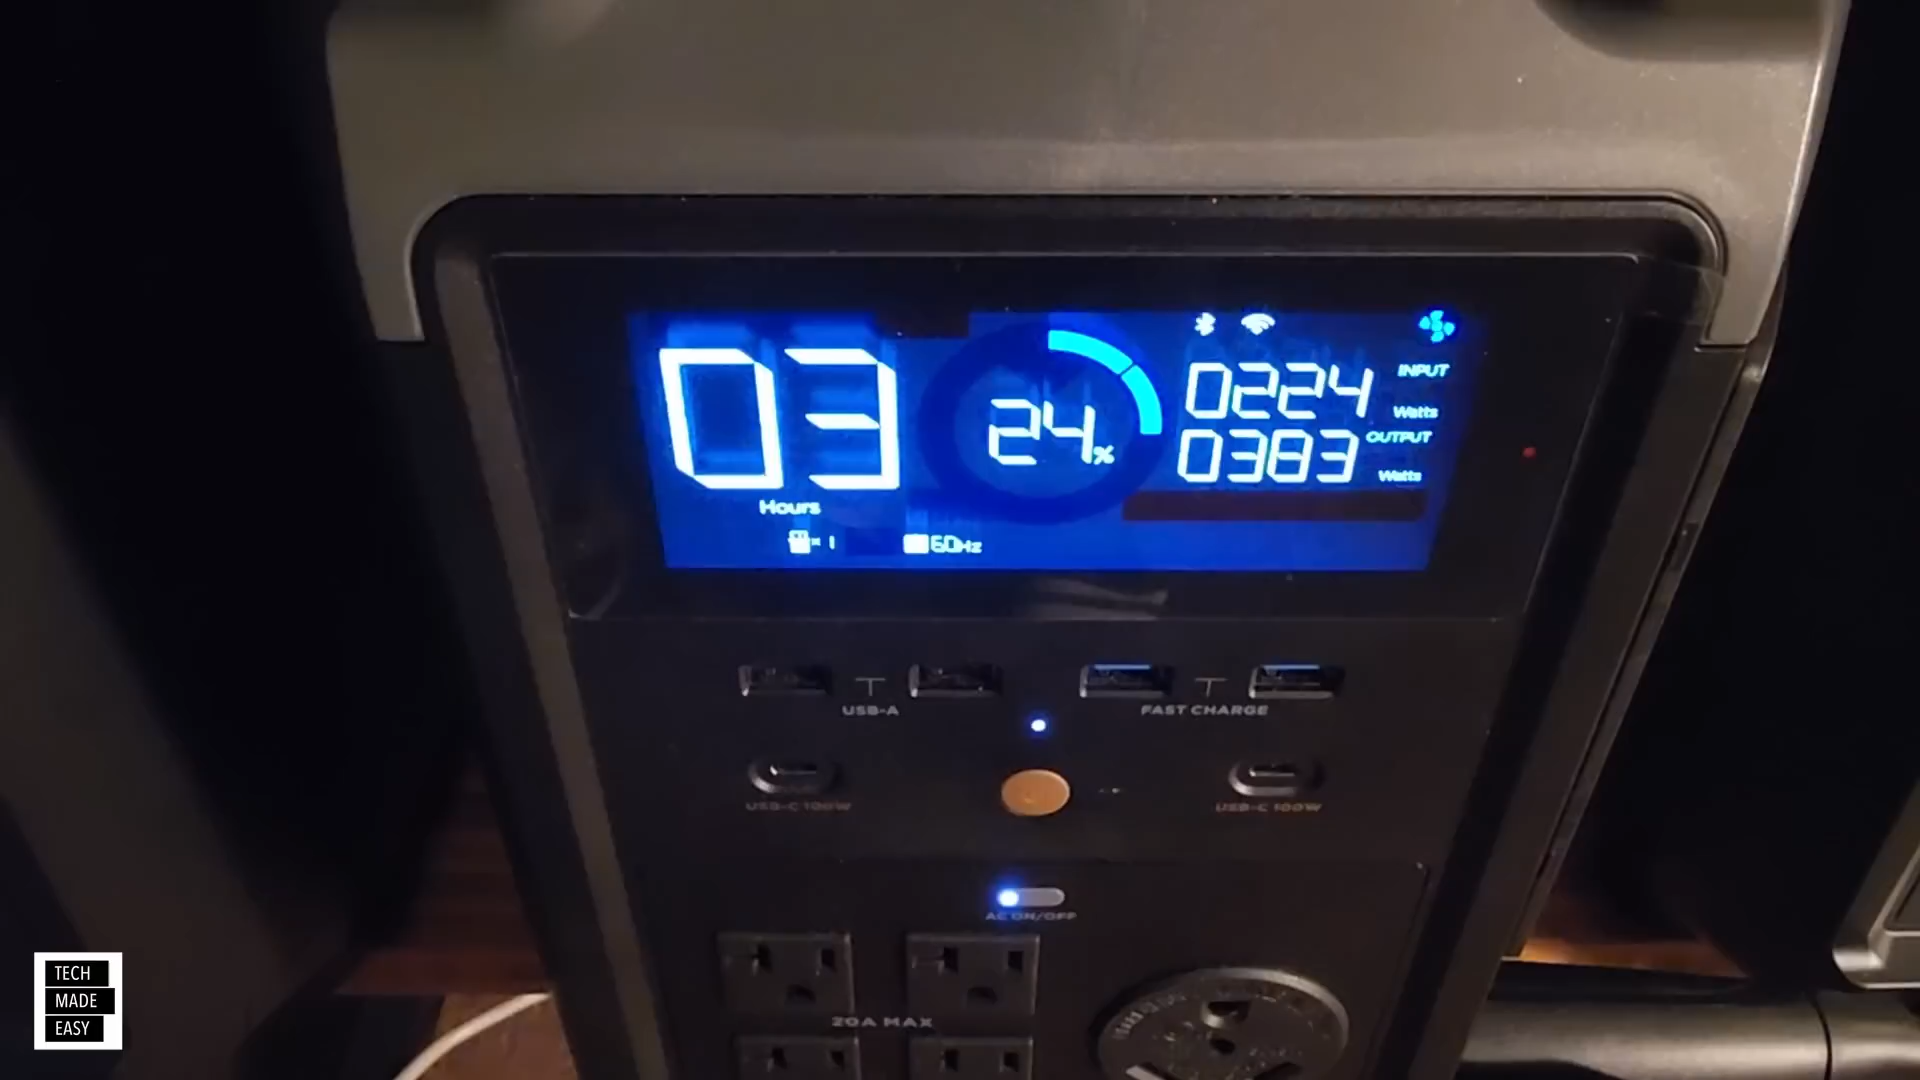 03
Hours
× 1
60Hz
24%
0224
INPUT
Watts
0383
OUTPUT
Watts
USB-A
FAST CHARGE
USB-C 100W
USB-C 100W
AC ON/OFF
20A MAX
TECH
MADE
EASY